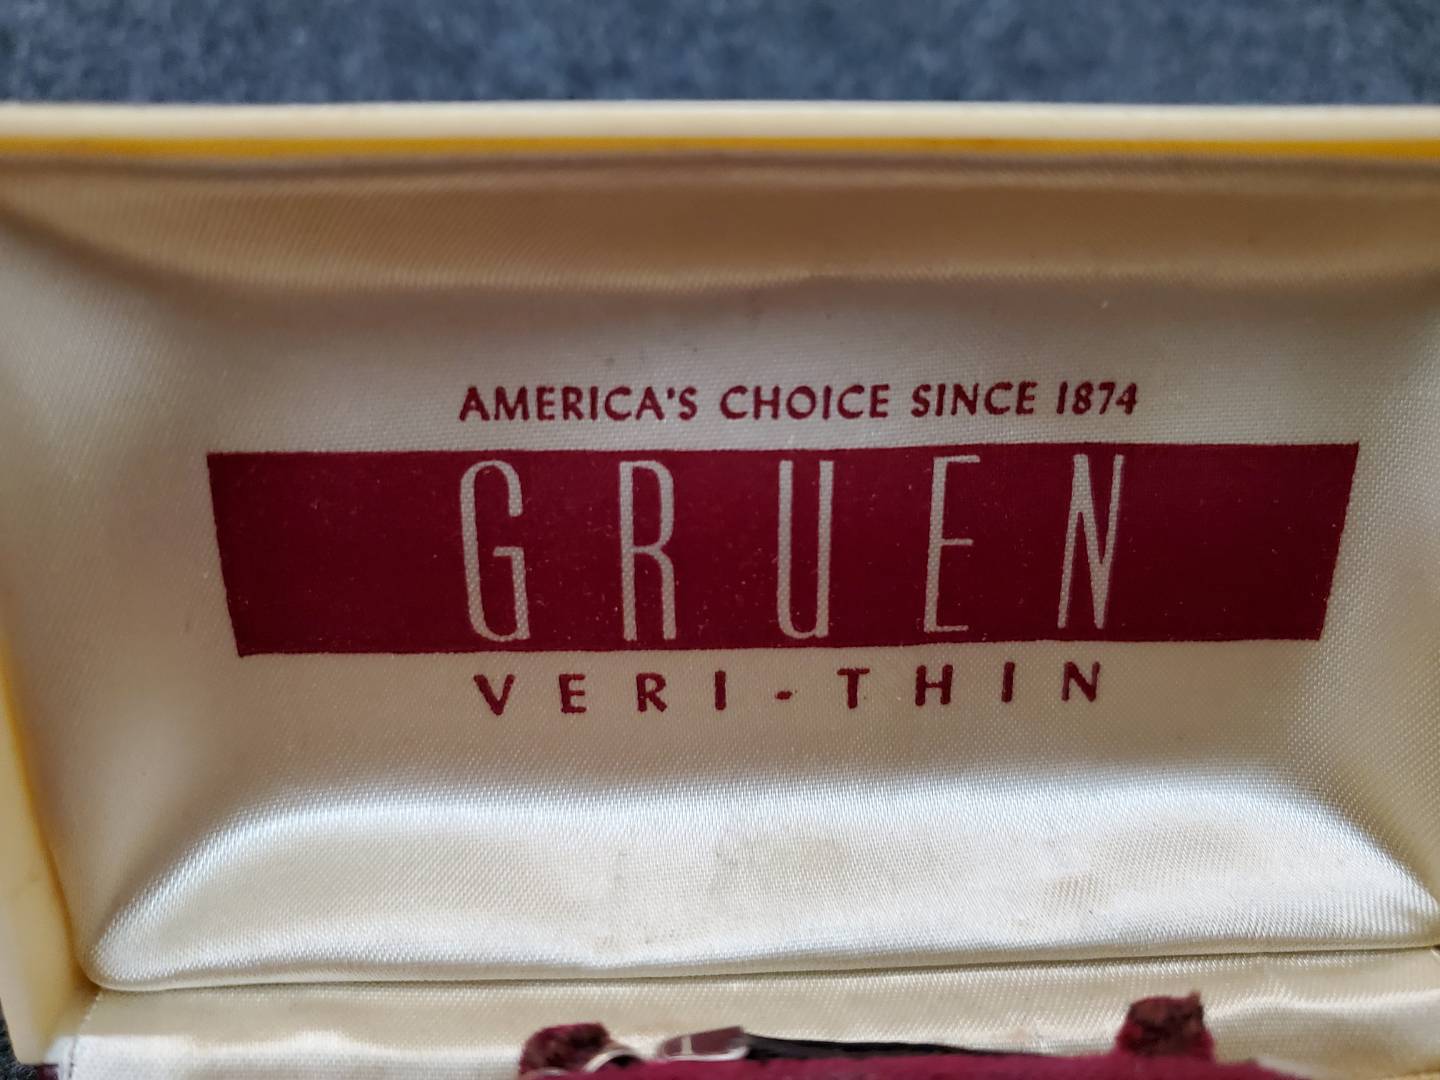 AMERICA'S CHOICE SINCE 1874
GRUEN
VERI-THIN